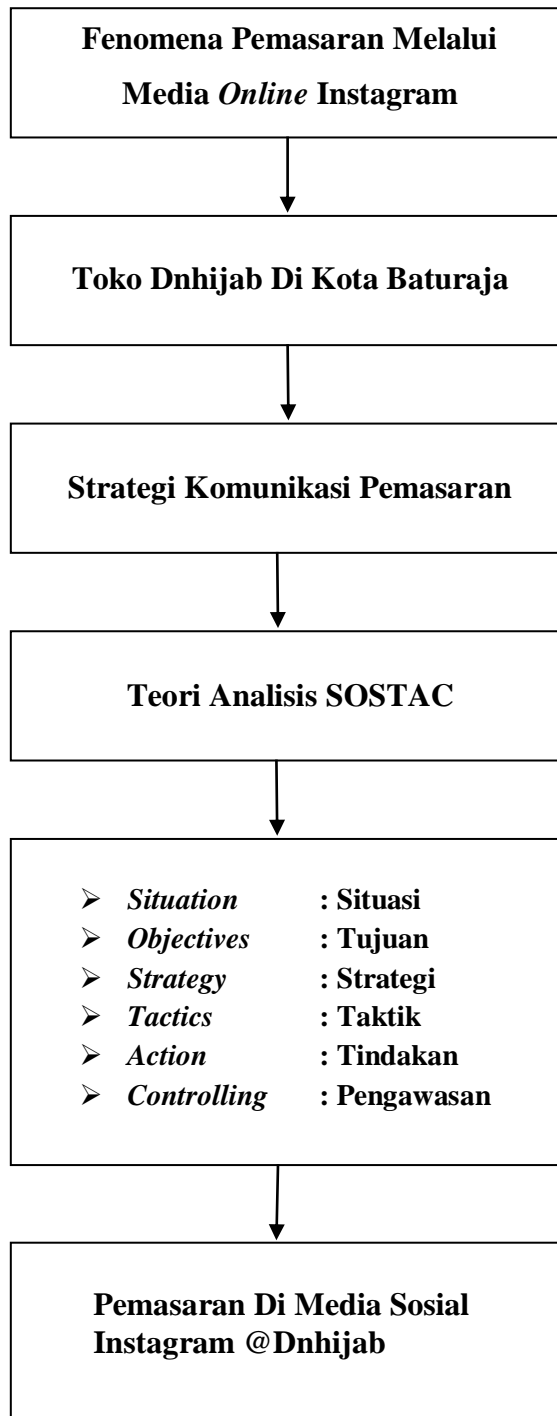 Fenomena Pemasaran Melalui
Media Online Instagram
Toko Dnhijab Di Kota Baturaja
Strategi Komunikasi Pemasaran
Teori Analisis SOSTAC
➢ Situation : Situasi
➢ Objectives : Tujuan
➢ Strategy : Strategi
➢ Tactics : Taktik
➢ Action : Tindakan
➢ Controlling : Pengawasan
Pemasaran Di Media Sosial
Instagram @Dnhijab